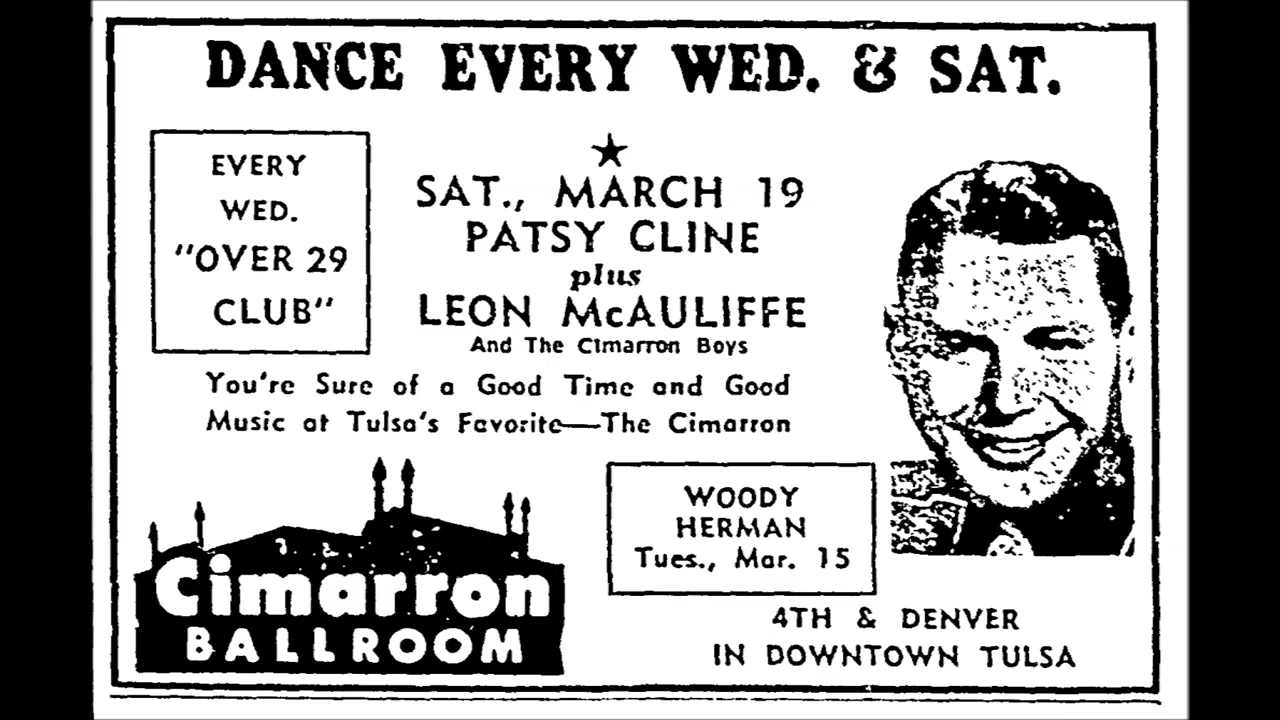 DANCE EVERY WED. & SAT.
EVERY
WED.
"OVER 29
CLUB"
SAT., MARCH 19
PATSY CLINE
plus
LEON McAULIFFE
And The Cimarron Boys
You're Sure of a Good Time and Good
Music at Tulsa's Favorite—The Cimarron
Cimarron
BALLROOM
WOODY
HERMAN
Tues., Mar. 15
4TH & DENVER
IN DOWNTOWN TULSA